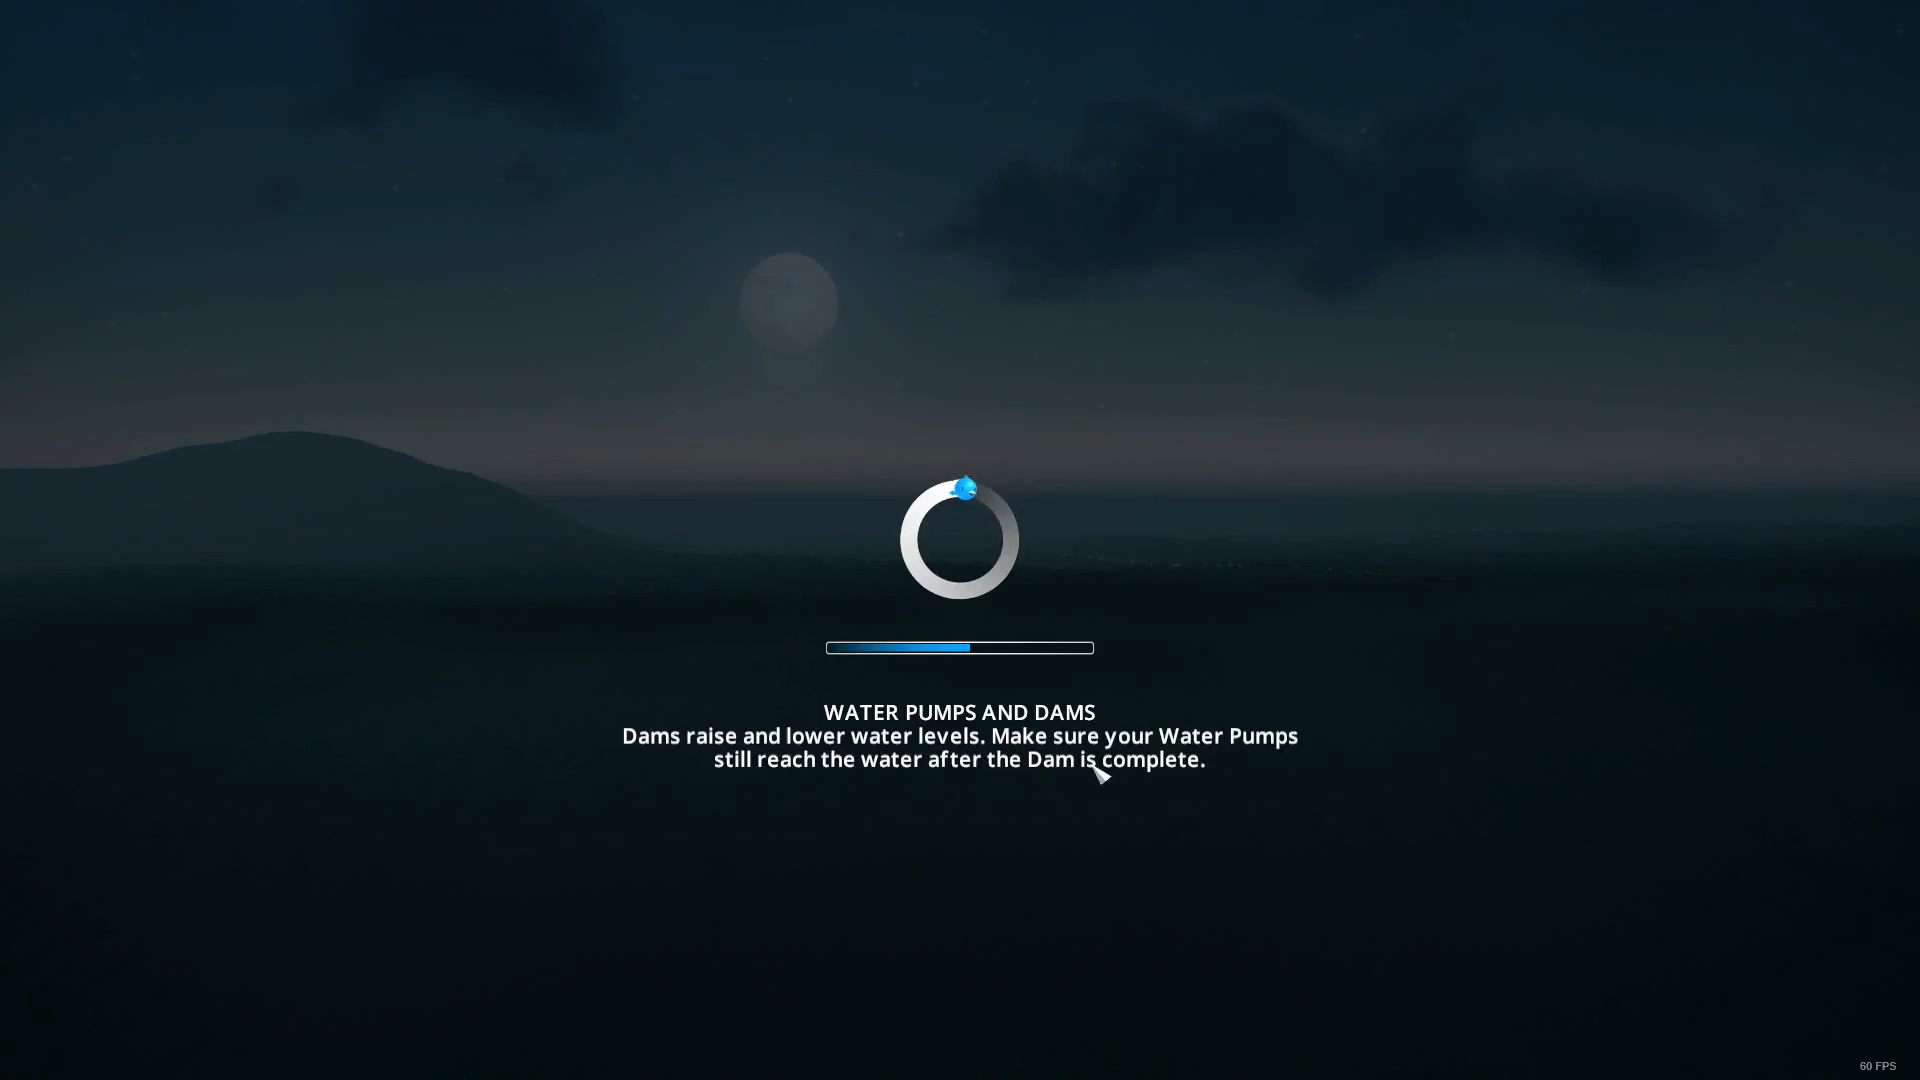 WATER PUMPS AND DAMS
Dams raise and lower water levels. Make sure your Water Pumps
still reach the water after the Dam is complete.
60 FPS